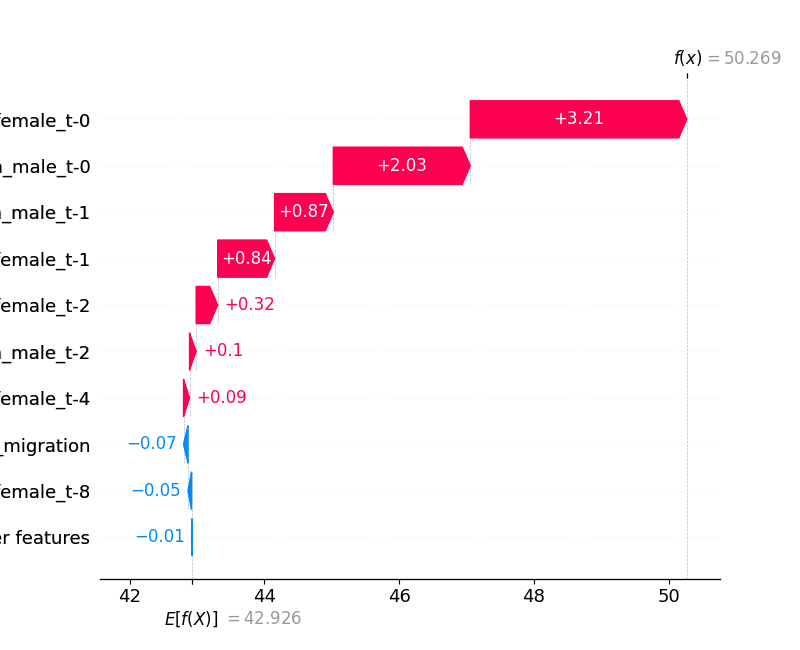 f(x) = 50.269
female_t-0
+3.21
_male_t-0
+2.03
_male_t-1
+0.87
female_t-1
+0.84
female_t-2
+0.32
_male_t-2
+0.1
female_t-4
+0.09
_migration
−0.07
female_t-8
−0.05
features
−0.01
42 44 46 48 50
E[f(X)] = 42.926